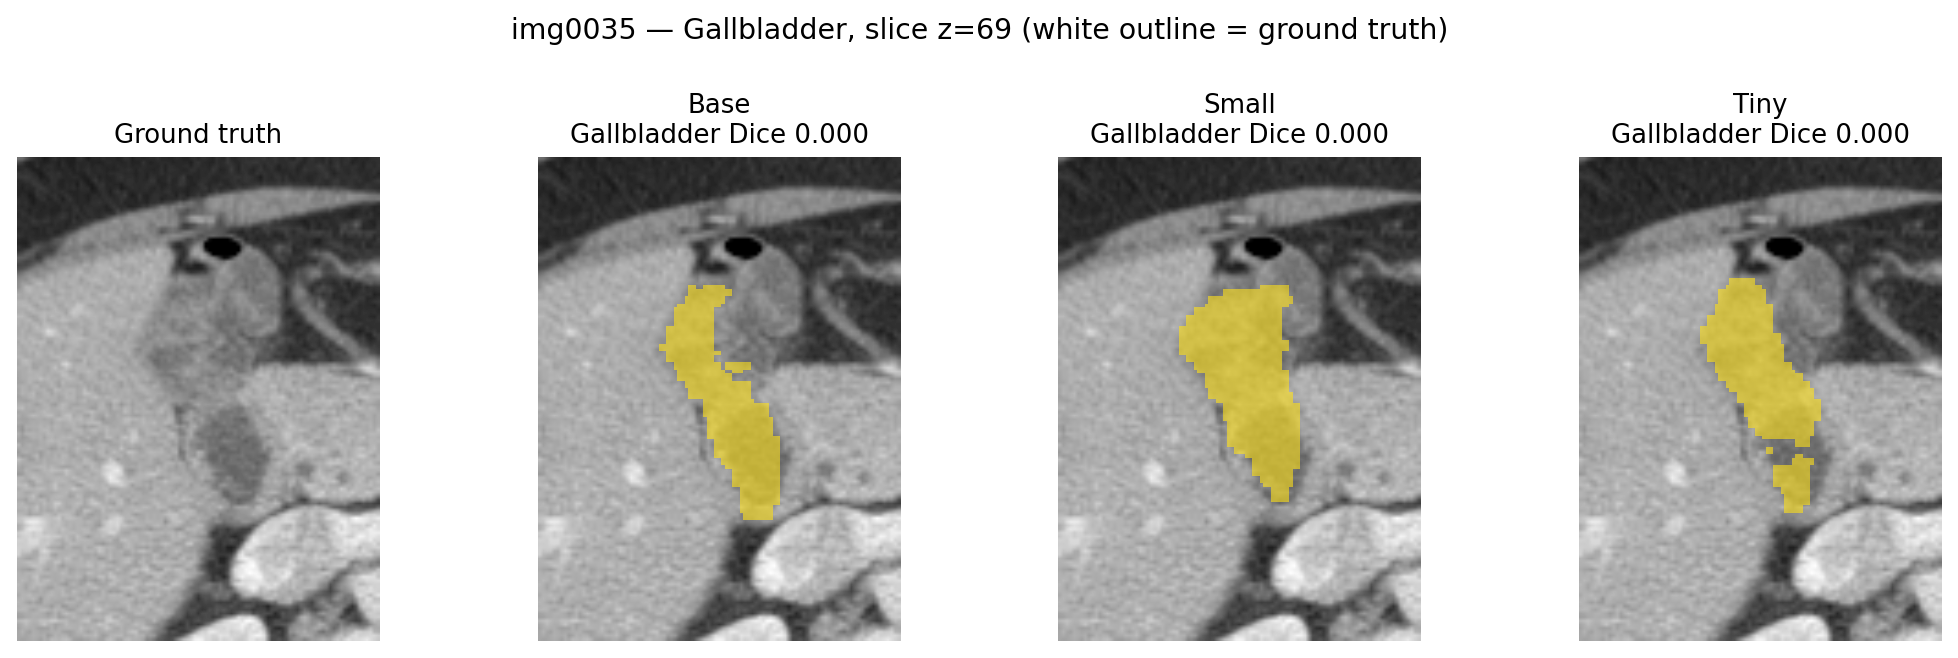 img0035 — Gallbladder, slice z=69 (white outline = ground truth)
Ground truth
Base
Gallbladder Dice 0.000
Small
Gallbladder Dice 0.000
Tiny
Gallbladder Dice 0.000